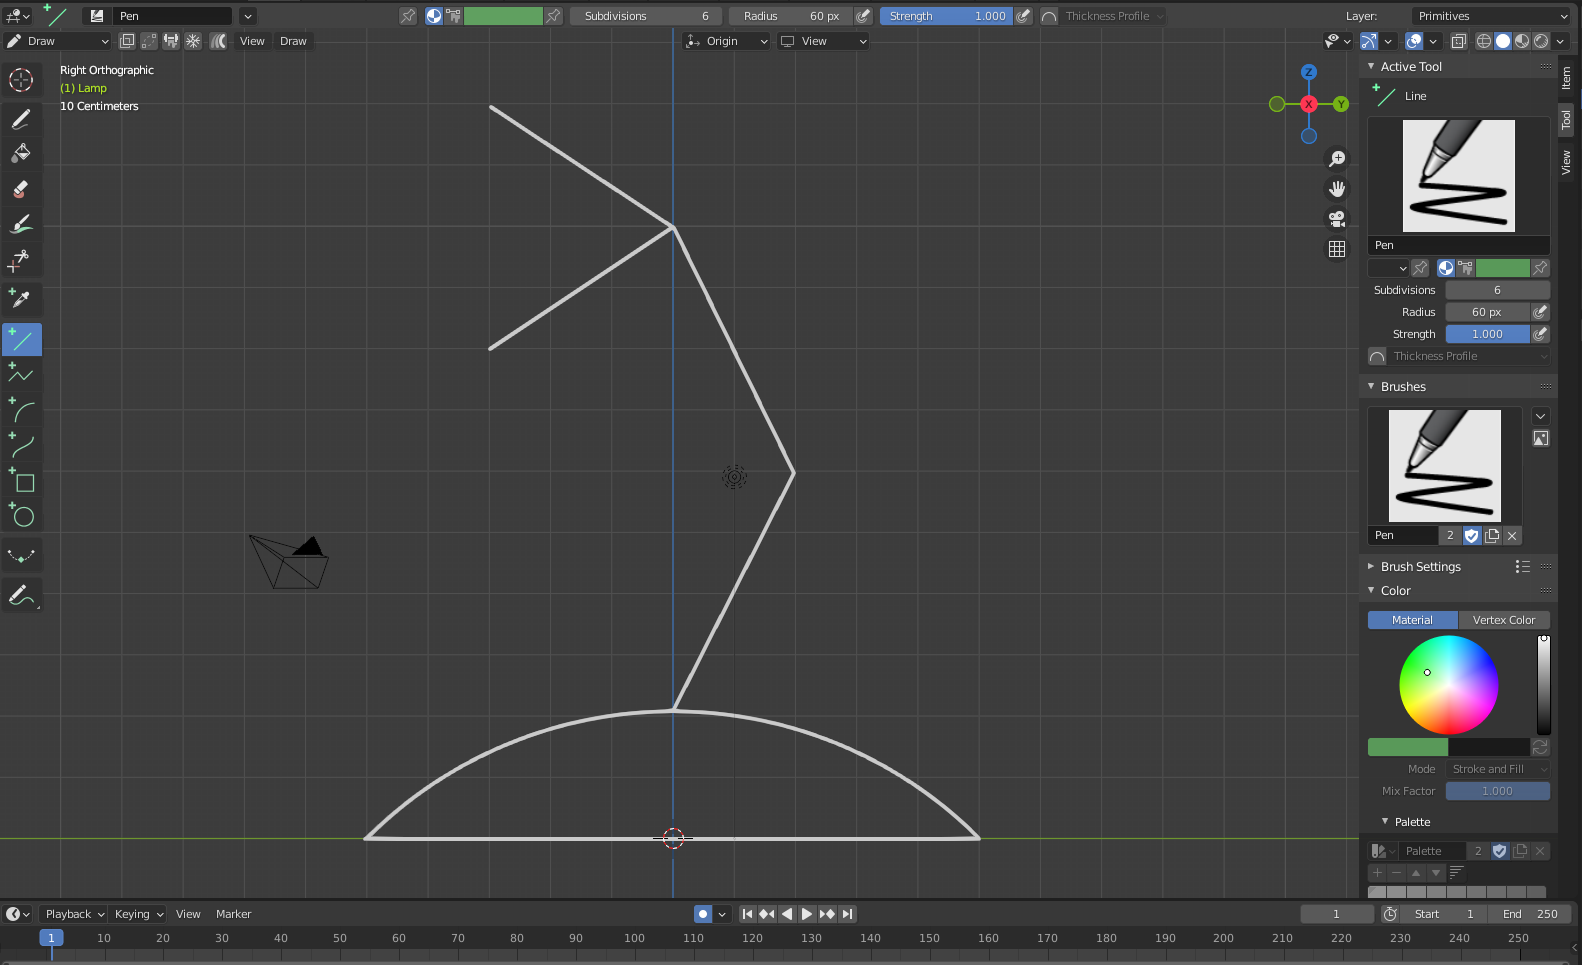 Pen
Subdivisions 6
Radius 60 px
Strength 1.000
Thickness Profile
Layer: Primitives
Draw
View Draw
Origin
View
Right Orthographic
(1) Lamp
10 Centimeters
Z
X
Y
Active Tool
Line
Pen
Subdivisions 6
Radius 60 px
Strength 1.000
Thickness Profile
Brushes
Pen 2
Brush Settings
Color
Material Vertex Color
Mode Stroke and Fill
Mix Factor 1.000
Palette
Palette 2
Item
Tool
View
Playback Keying View Marker
1 Start 1 End 250
1 10 20 30 40 50 60 70 80 90 100 110 120 130 140 150 160 170 180 190 200 210 220 230 240 250